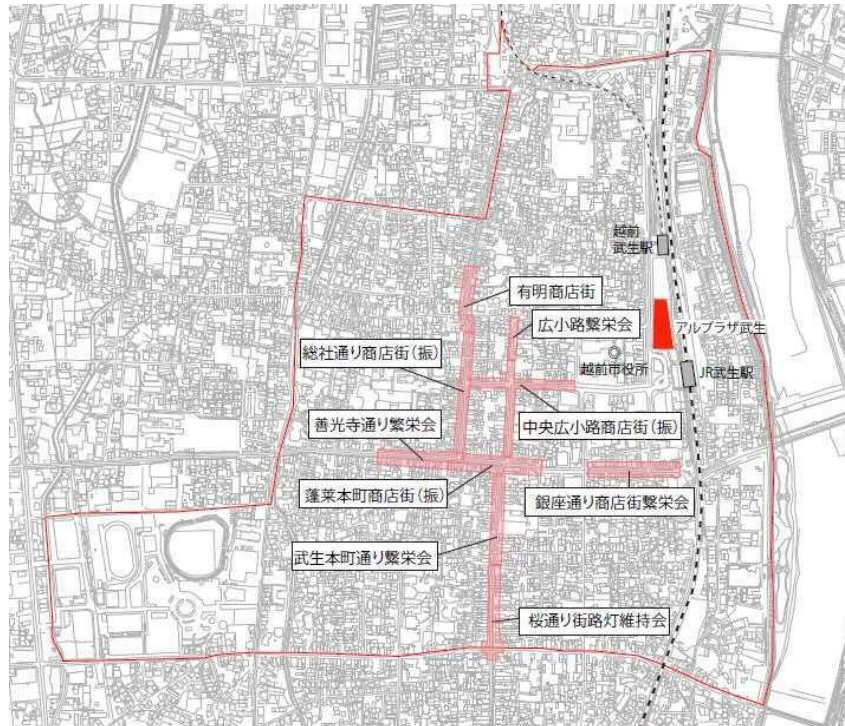 越前
武生駅
有明商店街
広小路繋栄会
アルプラザ武生
総社通り商店街(振)
越前市役所
JR武生駅
善光寺通り繁栄会
中央広小路商店街(振)
蓬莱本町商店街(振)
銀座通り商店街繁栄会
武生本町通り繋栄会
桜通り街路灯維持会